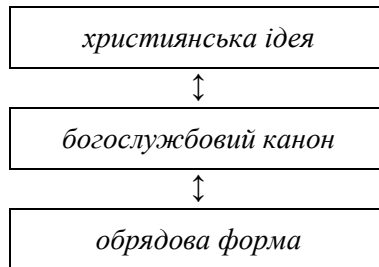 християнська ідея
↕
богослужбовий канон
↕
обрядова форма